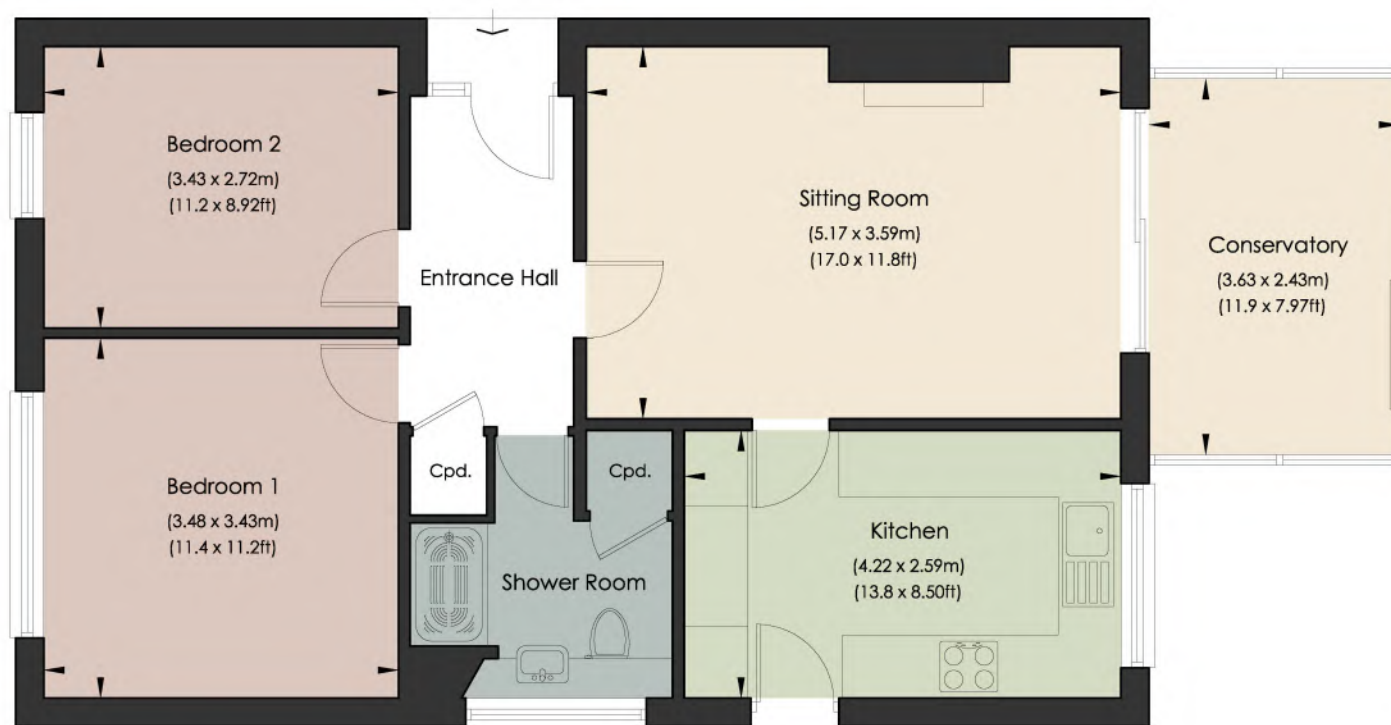 Bedroom 2
(3.43 x 2.72m)
(11.2 x 8.92ft)
Entrance Hall
Sitting Room
(5.17 x 3.59m)
(17.0 x 11.8ft)
Conservatory
(3.63 x 2.43m)
(11.9 x 7.97ft)
Bedroom 1
(3.48 x 3.43m)
(11.4 x 11.2ft)
Cpd.
Cpd.
Shower Room
Kitchen
(4.22 x 2.59m)
(13.8 x 8.50ft)